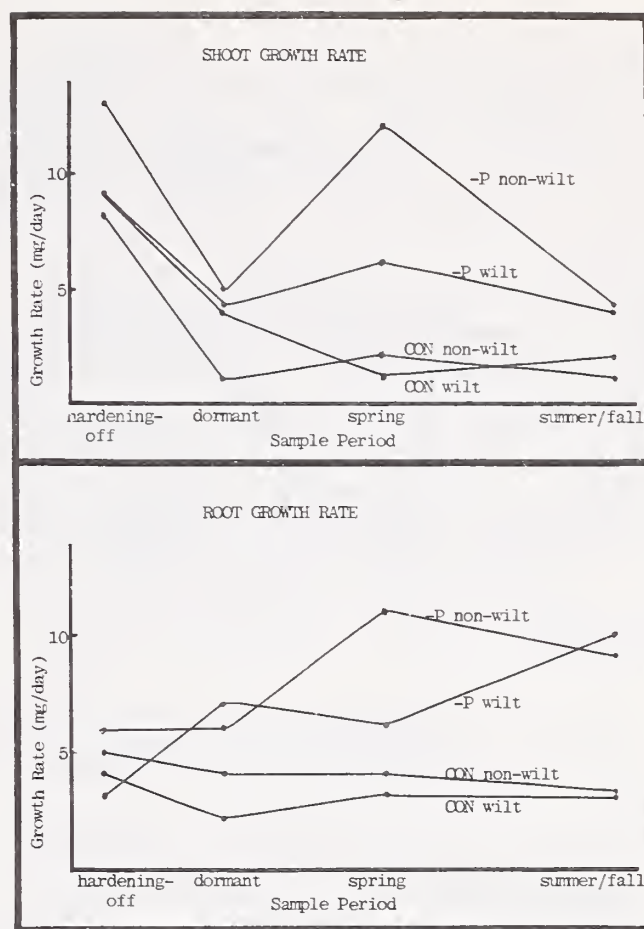 SHOOT GROWTH RATE
Growth Rate (mg/day)
10
5
-P non-wilt
-P wilt
CON non-wilt
CON wilt
hardening-
off
dormant
spring
summer/fall
Sample Period
ROOT GROWTH RATE
Growth Rate (mg/day)
10
5
-P non-wilt
-P wilt
CON non-wilt
CON wilt
hardening-
off
dormant
spring
summer/fall
Sample Period